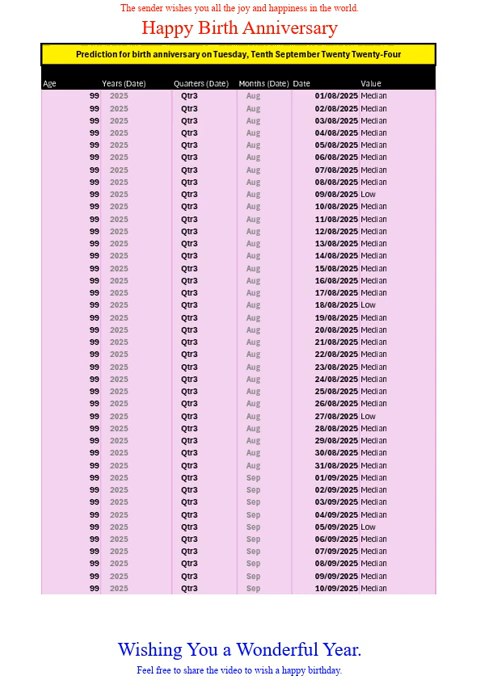 The sender wishes you all the joy and happiness in the world.
Happy Birth Anniversary
Prediction for birth anniversary on Tuesday, Tenth September Twenty Twenty-Four
Age Years (Date) Quarters (Date) Months (Date) Date Value
99 2025 Qtr3 Aug 01/08/2025 Median
99 2025 Qtr3 Aug 02/08/2025 Median
99 2025 Qtr3 Aug 03/08/2025 Median
99 2025 Qtr3 Aug 04/08/2025 Median
99 2025 Qtr3 Aug 05/08/2025 Median
99 2025 Qtr3 Aug 06/08/2025 Median
99 2025 Qtr3 Aug 07/08/2025 Median
99 2025 Qtr3 Aug 08/08/2025 Median
99 2025 Qtr3 Aug 09/08/2025 Low
99 2025 Qtr3 Aug 10/08/2025 Median
99 2025 Qtr3 Aug 11/08/2025 Median
99 2025 Qtr3 Aug 12/08/2025 Median
99 2025 Qtr3 Aug 13/08/2025 Median
99 2025 Qtr3 Aug 14/08/2025 Median
99 2025 Qtr3 Aug 15/08/2025 Median
99 2025 Qtr3 Aug 16/08/2025 Median
99 2025 Qtr3 Aug 17/08/2025 Median
99 2025 Qtr3 Aug 18/08/2025 Low
99 2025 Qtr3 Aug 19/08/2025 Median
99 2025 Qtr3 Aug 20/08/2025 Median
99 2025 Qtr3 Aug 21/08/2025 Median
99 2025 Qtr3 Aug 22/08/2025 Median
99 2025 Qtr3 Aug 23/08/2025 Median
99 2025 Qtr3 Aug 24/08/2025 Median
99 2025 Qtr3 Aug 25/08/2025 Median
99 2025 Qtr3 Aug 26/08/2025 Median
99 2025 Qtr3 Aug 27/08/2025 Low
99 2025 Qtr3 Aug 28/08/2025 Median
99 2025 Qtr3 Aug 29/08/2025 Median
99 2025 Qtr3 Aug 30/08/2025 Median
99 2025 Qtr3 Aug 31/08/2025 Median
99 2025 Qtr3 Sep 01/09/2025 Median
99 2025 Qtr3 Sep 02/09/2025 Median
99 2025 Qtr3 Sep 03/09/2025 Median
99 2025 Qtr3 Sep 04/09/2025 Median
99 2025 Qtr3 Sep 05/09/2025 Low
99 2025 Qtr3 Sep 06/09/2025 Median
99 2025 Qtr3 Sep 07/09/2025 Median
99 2025 Qtr3 Sep 08/09/2025 Median
99 2025 Qtr3 Sep 09/09/2025 Median
99 2025 Qtr3 Sep 10/09/2025 Median
Wishing You a Wonderful Year.
Feel free to share the video to wish a happy birthday.